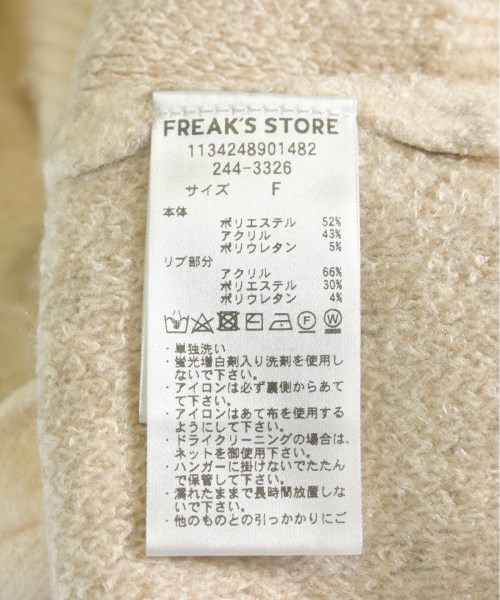 FREAK'S STORE
1134248901482
244-3326
サイズ F
本体
ポリエステル 52%
アクリル 43%
ポリウレタン 5%
リブ部分
アクリル 66%
ポリエステル 30%
ポリウレタン 4%
・単独洗い
・蛍光増白剤入り洗剤を使用し
ないで下さい。
・アイロンは必ず裏側からあて
て下さい。
・アイロンはあて布を使用する
ようにして下さい。
・ドライクリーニングの場合は、
ネットを御使用下さい。
・ハンガーに掛けないでたたん
で保管して下さい。
・濡れたままで長時間放置しな
いで下さい。
・他のものとの引っかかりにご